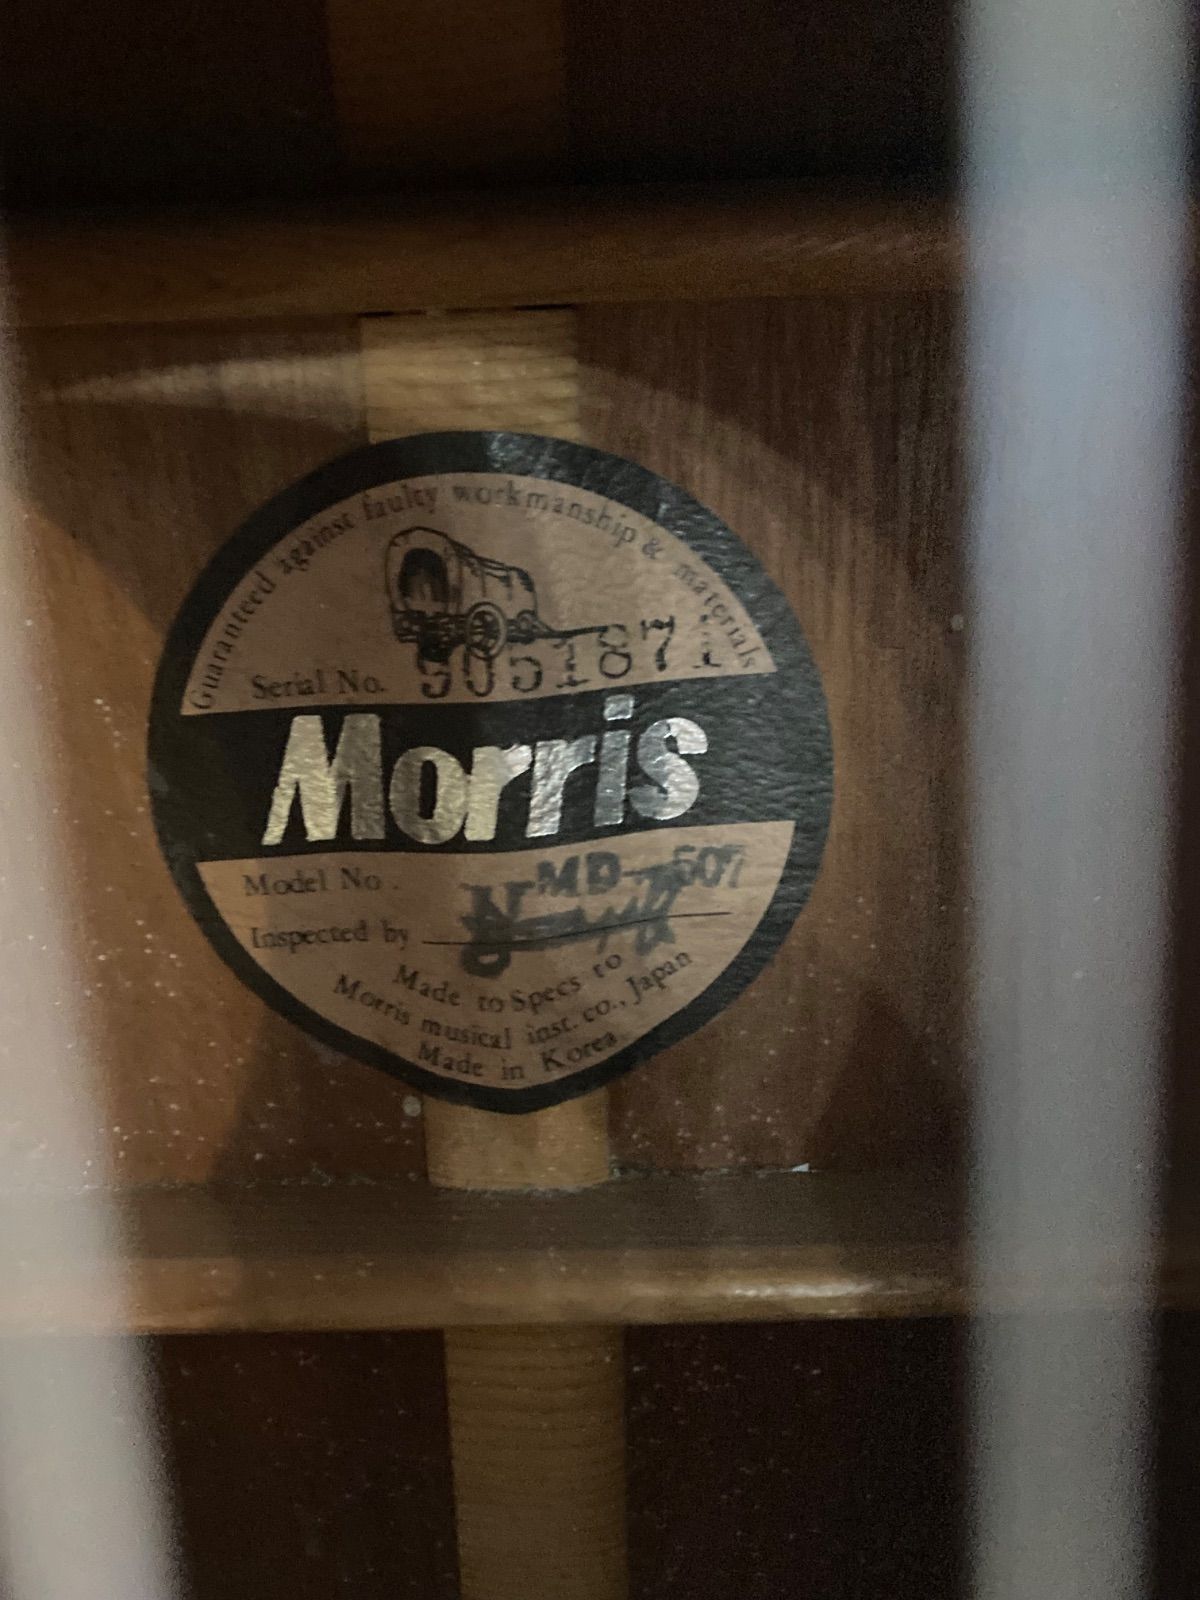 Guaranteed against faulty workmanship & materials
Serial No. 9051871
Morris
Model No. MD-507
Inspected by
Made to Specs to
Morris musical inst. co., Japan
Made in Korea